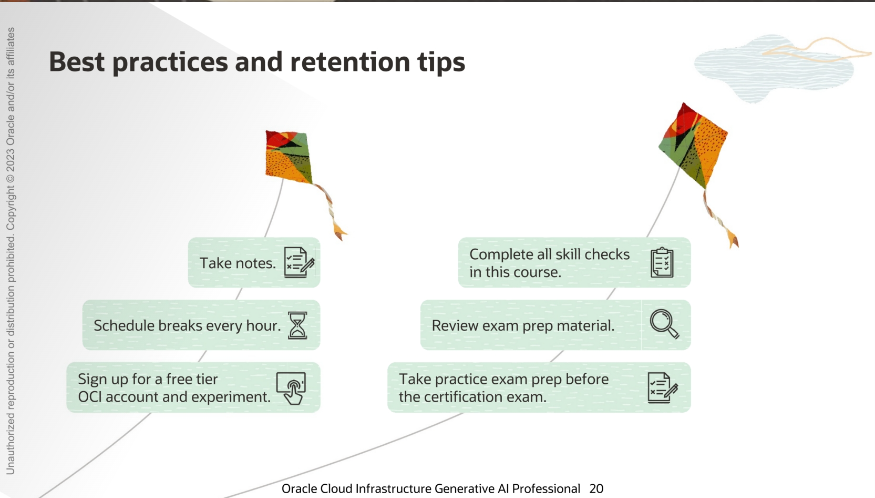 Best practices and retention tips
Take notes.
Schedule breaks every hour.
Sign up for a free tier
OCI account and experiment.
Complete all skill checks
in this course.
Review exam prep material.
Take practice exam prep before
the certification exam.
Oracle Cloud Infrastructure Generative AI Professional 20
Unauthorized reproduction or distribution prohibited. Copyright © 2023 Oracle and/or its affiliates